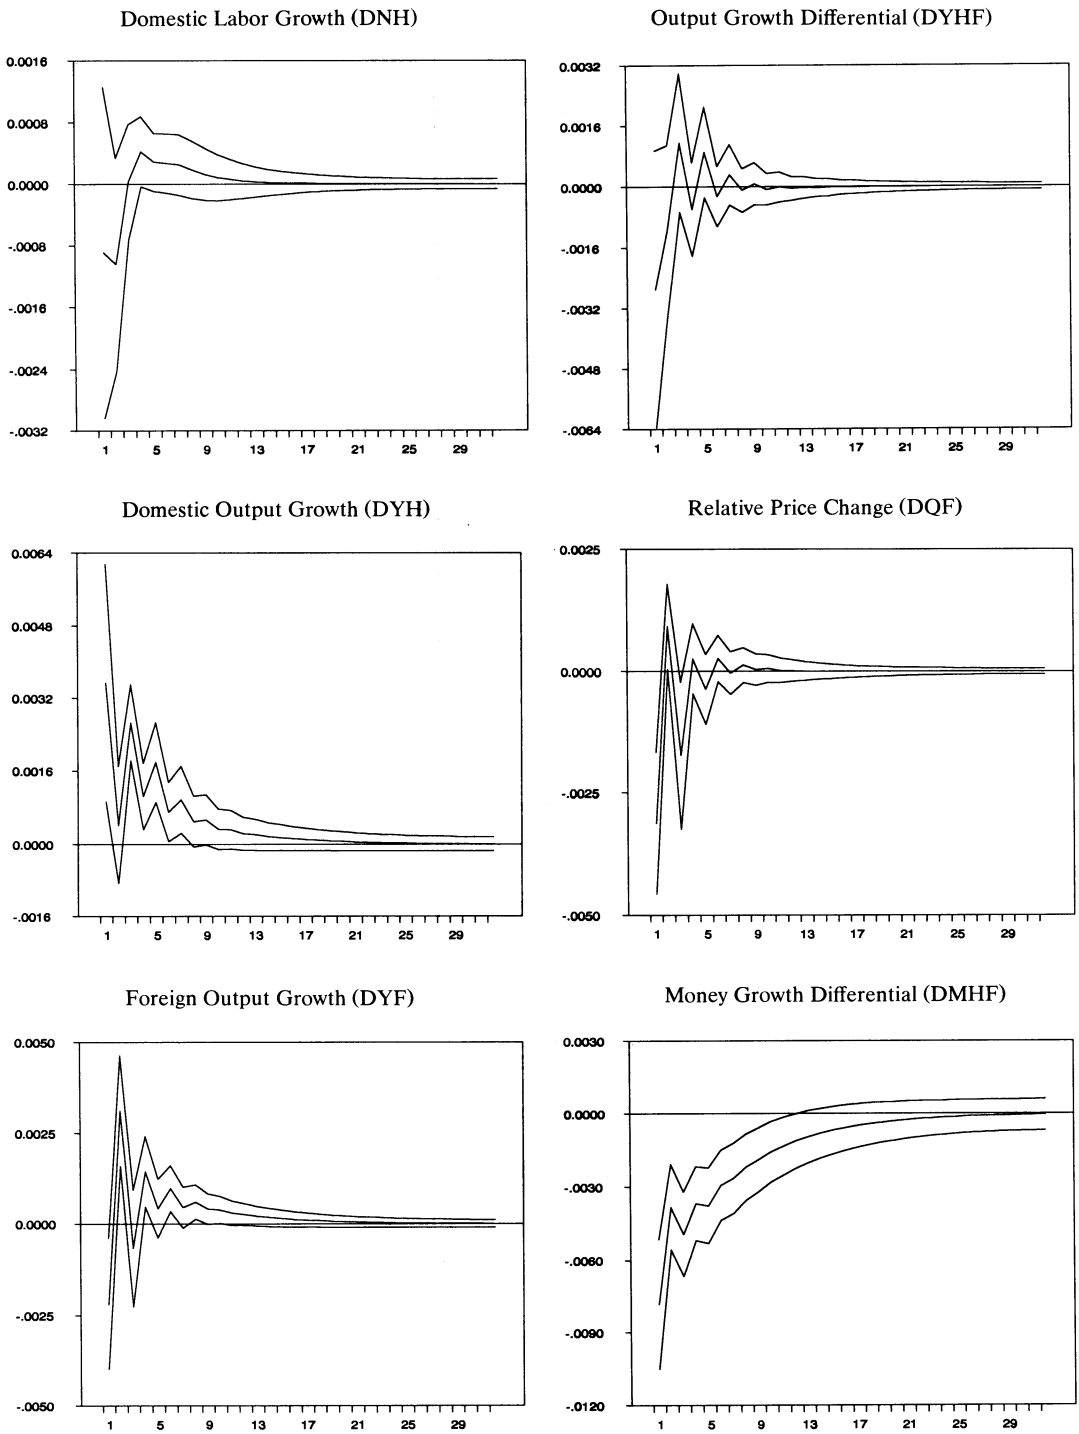 Domestic Labor Growth (DNH)
0.0016
0.0008
0.0000
-.0008
-.0016
-.0024
-.0032
1 5 9 13 17 21 25 29
Output Growth Differential (DYHF)
0.0032
0.0016
0.0000
-.0016
-.0032
-.0048
-.0064
1 5 9 13 17 21 25 29
Domestic Output Growth (DYH)
0.0064
0.0048
0.0032
0.0016
0.0000
-.0016
1 5 9 13 17 21 25 29
Relative Price Change (DQF)
0.0025
0.0000
-.0025
-.0050
1 5 9 13 17 21 25 29
Foreign Output Growth (DYF)
0.0050
0.0025
0.0000
-.0025
-.0050
1 5 9 13 17 21 25 29
Money Growth Differential (DMHF)
0.0030
0.0000
-.0030
-.0060
-.0090
-.0120
1 5 9 13 17 21 25 29